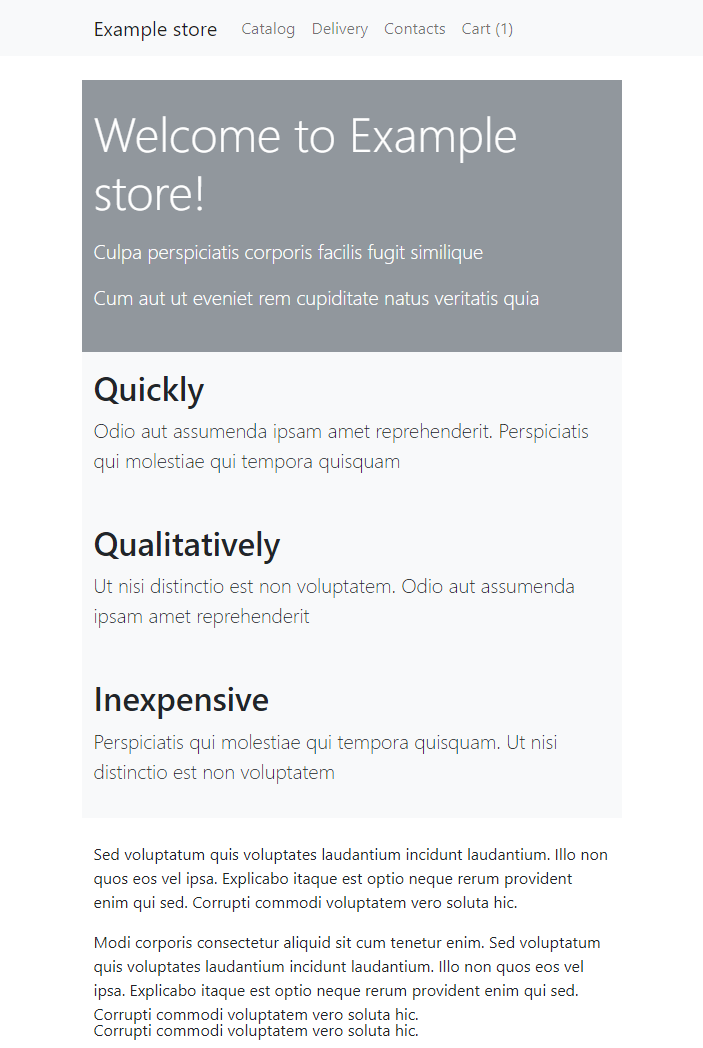 Example store Catalog Delivery Contacts Cart (1)
Welcome to Example
store!
Culpa perspiciatis corporis facilis fugit similique
Cum aut ut eveniet rem cupiditate natus veritatis quia
Quickly
Odio aut assumenda ipsam amet reprehenderit. Perspiciatis
qui molestiae qui tempora quisquam
Qualitatively
Ut nisi distinctio est non voluptatem. Odio aut assumenda
ipsam amet reprehenderit
Inexpensive
Perspiciatis qui molestiae qui tempora quisquam. Ut nisi
distinctio est non voluptatem
Sed voluptatum quis voluptates laudantium incidunt laudantium. Illo non
quos eos vel ipsa. Explicabo itaque est optio neque rerum provident
enim qui sed. Corrupti commodi voluptatem vero soluta hic.
Modi corporis consectetur aliquid sit cum tenetur enim. Sed voluptatum
quis voluptates laudantium incidunt laudantium. Illo non quos eos vel
ipsa. Explicabo itaque est optio neque rerum provident enim qui sed.
Corrupti commodi voluptatem vero soluta hic.
Corrupti commodi voluptatem vero soluta hic.